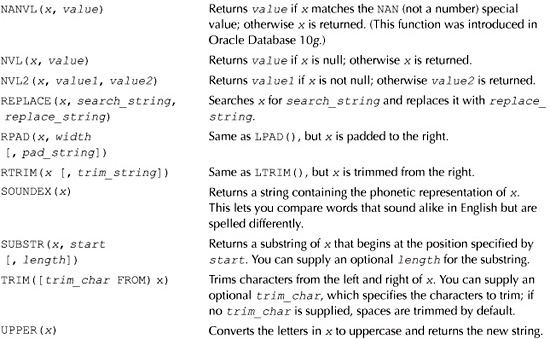 NANVL(x, value) Returns value if x matches the NAN (not a number) special
value; otherwise x is returned. (This function was introduced in
Oracle Database 10g.)
NVL(x, value) Returns value if x is null; otherwise x is returned.
NVL2(x, value1, value2) Returns value1 if x is not null; otherwise value2 is returned.
REPLACE(x, search_string, Searches x for search_string and replaces it with replace_
replace_string) string.
RPAD(x, width Same as LPAD(), but x is padded to the right.
[, pad_string])
RTRIM(x [, trim_string]) Same as LTRIM(), but x is trimmed from the right.
SOUNDEX(x) Returns a string containing the phonetic representation of x.
This lets you compare words that sound alike in English but are
spelled differently.
SUBSTR(x, start Returns a substring of x that begins at the position specified by
[, length]) start. You can supply an optional length for the substring.
TRIM([trim_char FROM) x) Trims characters from the left and right of x. You can supply an
optional trim_char, which specifies the characters to trim; if
no trim_char is supplied, spaces are trimmed by default.
UPPER(x) Converts the letters in x to uppercase and returns the new string.